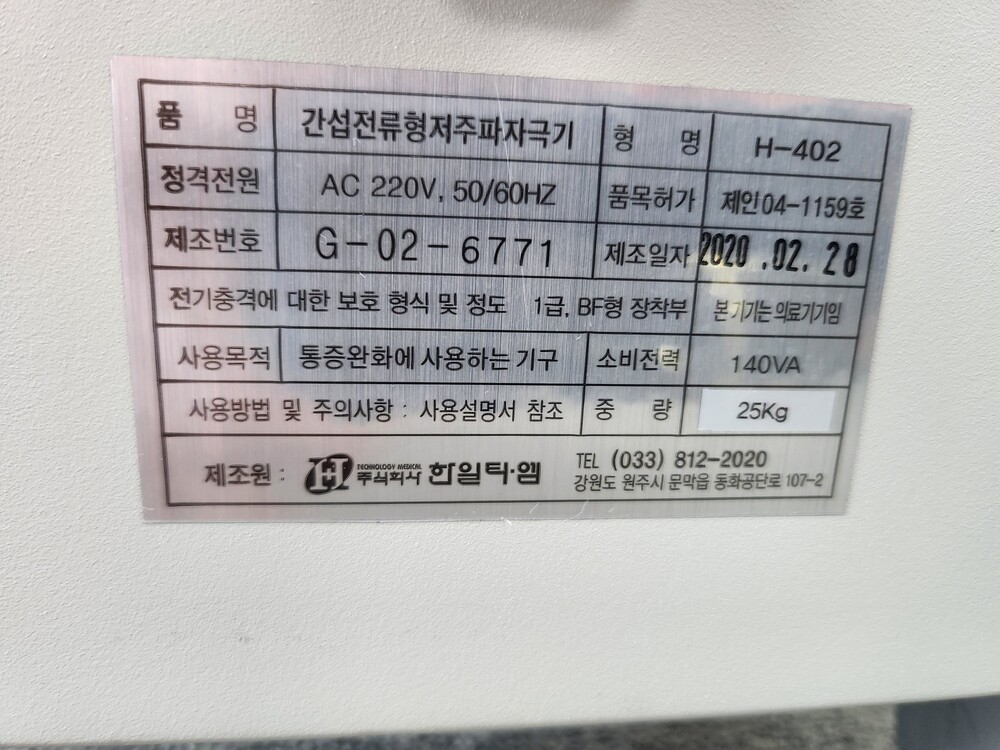 품 명 간섭전류형저주파자극기 형 명 H-402
정격전원 AC 220V, 50/60HZ 품목허가 제인04-1159호
제조번호 G-02-6771 제조일자 2020.02.28
전기충격에 대한 보호 형식 및 정도 1급, BF형 장착부 본 기기는 의료기기임
사용목적 통증완화에 사용하는 기구 소비전력 140VA
사용방법 및 주의사항 : 사용설명서 참조 중 량 25Kg
제조원 : TECHNOLOGY MEDICAL 주식회사 한일티·엠 TEL (033) 812-2020
강원도 원주시 문막읍 동화공단로 107-2